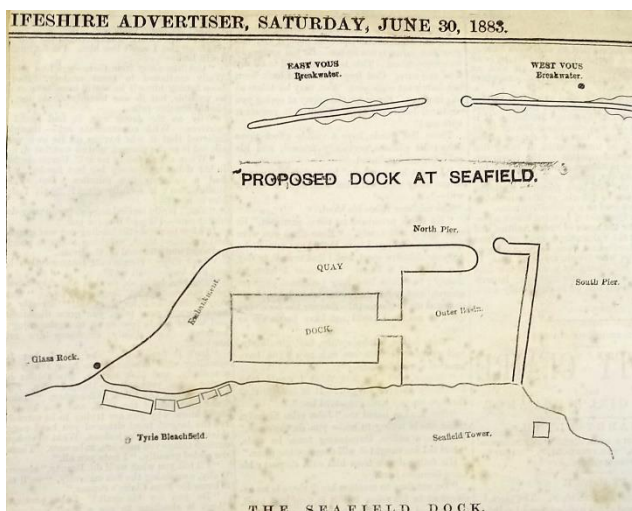 IFESHIRE ADVERTISER, SATURDAY, JUNE 30, 1883.
EAST VOUS
Breakwater.
WEST VOUS
Breakwater.
PROPOSED DOCK AT SEAFIELD.
North Pier.
QUAY
South Pier.
Embankment.
Outer Basin.
DOCK.
Glass Rock.
Tyrie Bleachfield.
Seafield Tower.
THE SEAFIELD DOCK.